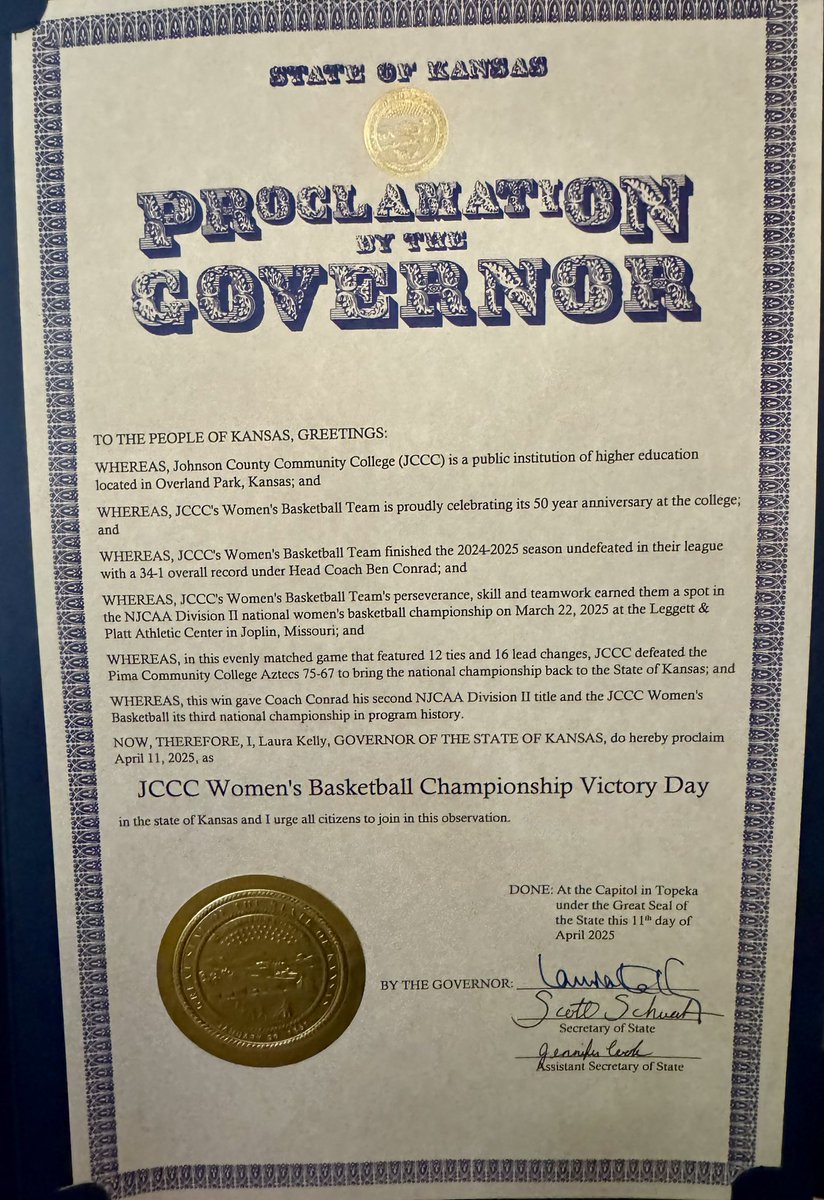 STATE OF KANSAS
PROCLAMATION
BY THE
GOVERNOR
TO THE PEOPLE OF KANSAS, GREETINGS:
WHEREAS, Johnson County Community College (JCCC) is a public institution of higher education
located in Overland Park, Kansas; and
WHEREAS, JCCC's Women's Basketball Team is proudly celebrating its 50 year anniversary at the college;
and
WHEREAS, JCCC's Women's Basketball Team finished the 2024-2025 season undefeated in their league
with a 34-1 overall record under Head Coach Ben Conrad; and
WHEREAS, JCCC's Women's Basketball Team's perseverance, skill and teamwork earned them a spot in
the NJCAA Division II national women's basketball championship on March 22, 2025 at the Leggett &
Platt Athletic Center in Joplin, Missouri; and
WHEREAS, in this evenly matched game that featured 12 ties and 16 lead changes, JCCC defeated the
Pima Community College Aztecs 75-67 to bring the national championship back to the State of Kansas; and
WHEREAS, this win gave Coach Conrad his second NJCAA Division II title and the JCCC Women's
Basketball its third national championship in program history.
NOW, THEREFORE, I, Laura Kelly, GOVERNOR OF THE STATE OF KANSAS, do hereby proclaim
April 11, 2025, as
JCCC Women's Basketball Championship Victory Day
in the state of Kansas and I urge all citizens to join in this observation.
DONE: At the Capitol in Topeka
under the Great Seal of
the State this 11th day of
April 2025
GREAT SEAL OF THE STATE OF KANSAS
BY THE GOVERNOR:
Scott Schwab
Secretary of State
Jennifer Cook
Assistant Secretary of State